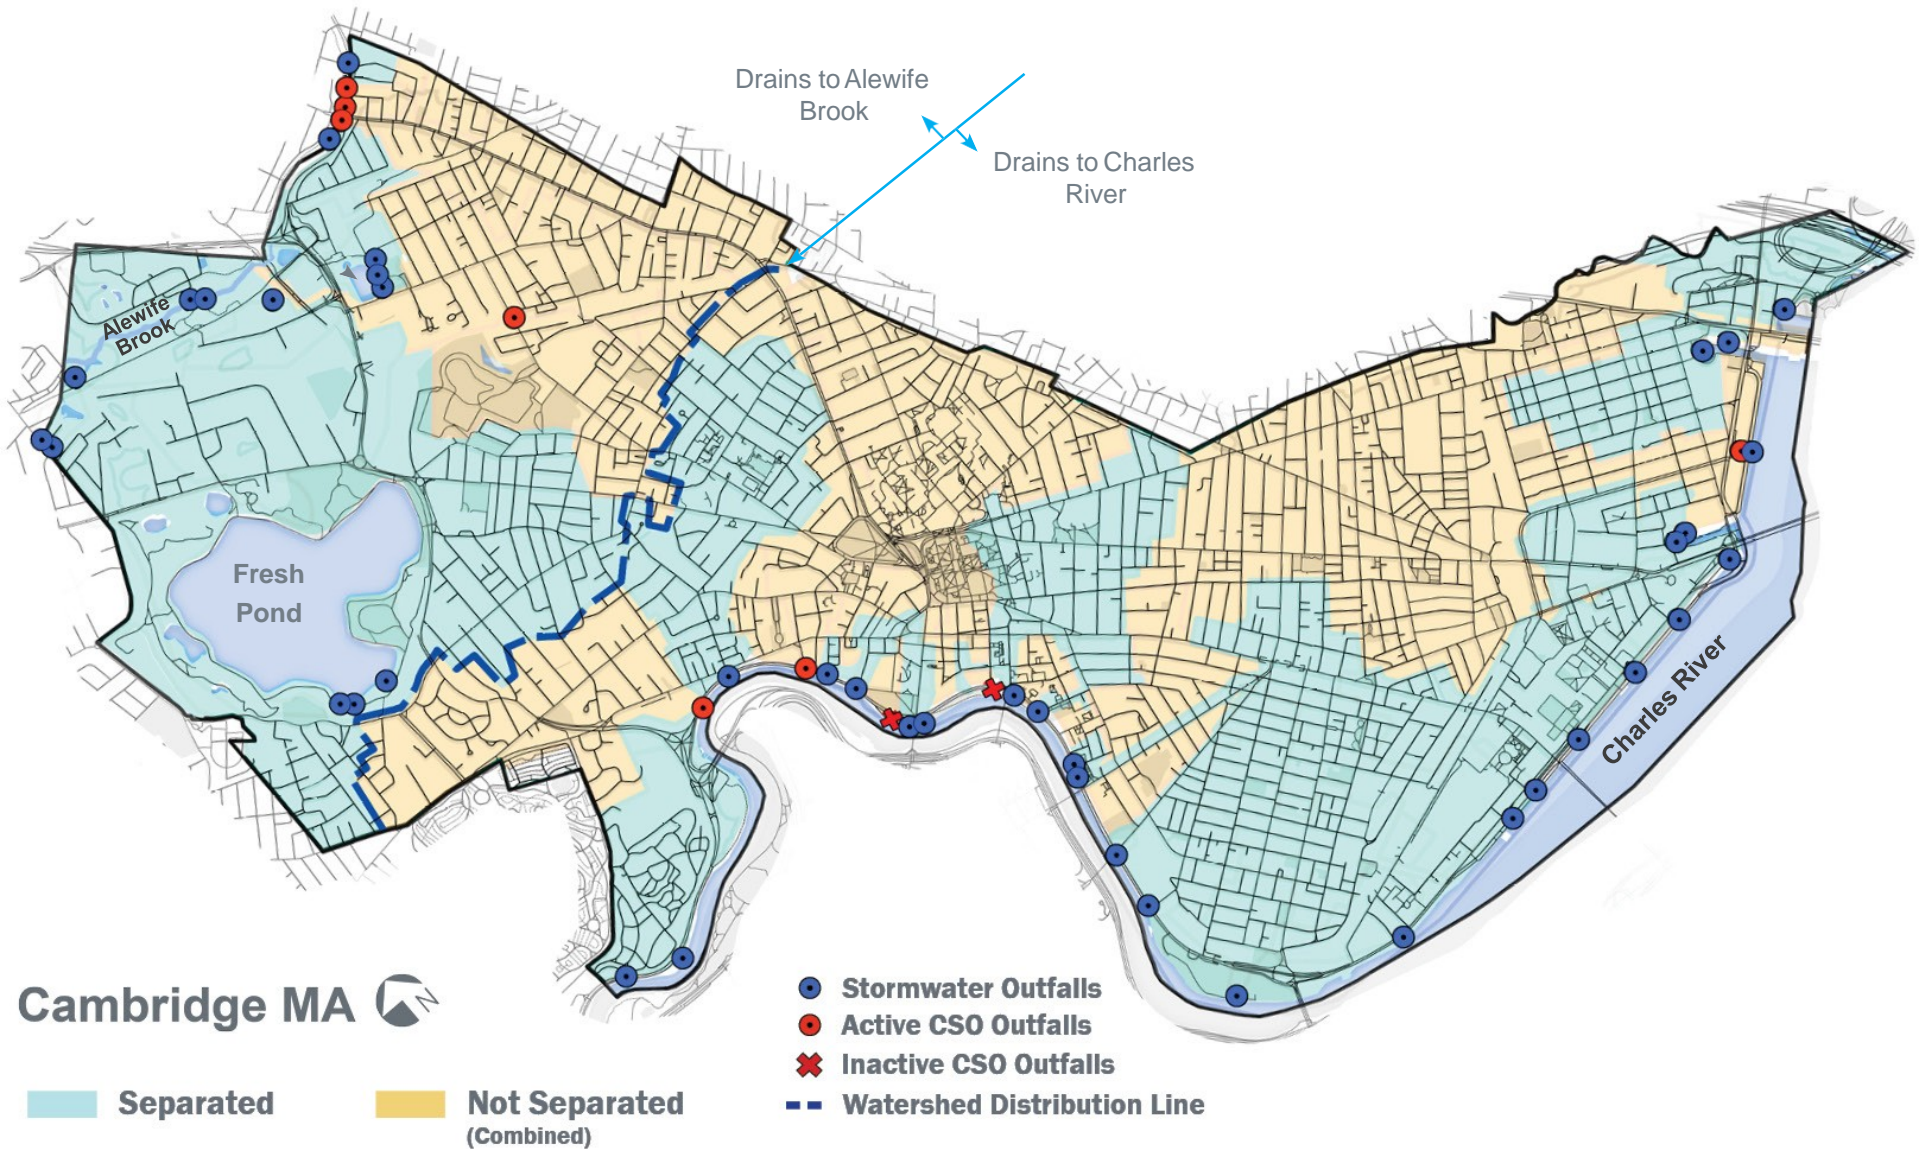 Drains to Alewife
Brook
Drains to Charles
River
Alewife
Brook
Fresh
Pond
Charles River
Cambridge MA
N
Stormwater Outfalls
Active CSO Outfalls
Inactive CSO Outfalls
Watershed Distribution Line
Separated
Not Separated
(Combined)